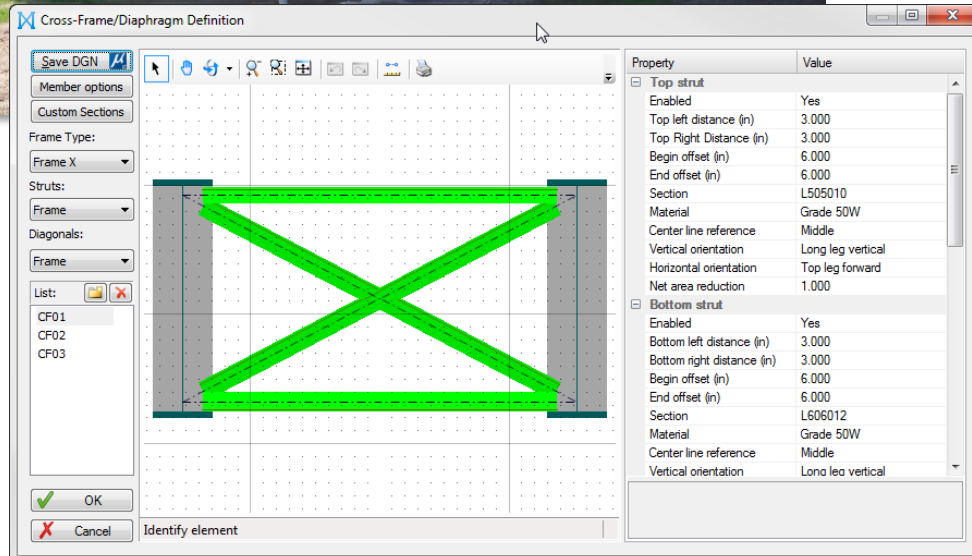 Cross-Frame/Diaphragm Definition
Save DGN
Member options
Custom Sections
Frame Type:
Frame X
Struts:
Frame
Diagonals:
Frame
List:
CF01
CF02
CF03
OK
Cancel
Identify element
Property Value
Top strut
Enabled Yes
Top left distance (in) 3.000
Top Right Distance (in) 3.000
Begin offset (in) 6.000
End offset (in) 6.000
Section L505010
Material Grade 50W
Center line reference Middle
Vertical orientation Long leg vertical
Horizontal orientation Top leg forward
Net area reduction 1.000
Bottom strut
Enabled Yes
Bottom left distance (in) 3.000
Bottom right distance (in) 3.000
Begin offset (in) 6.000
End offset (in) 6.000
Section L606012
Material Grade 50W
Center line reference Middle
Vertical orientation Long leg vertical